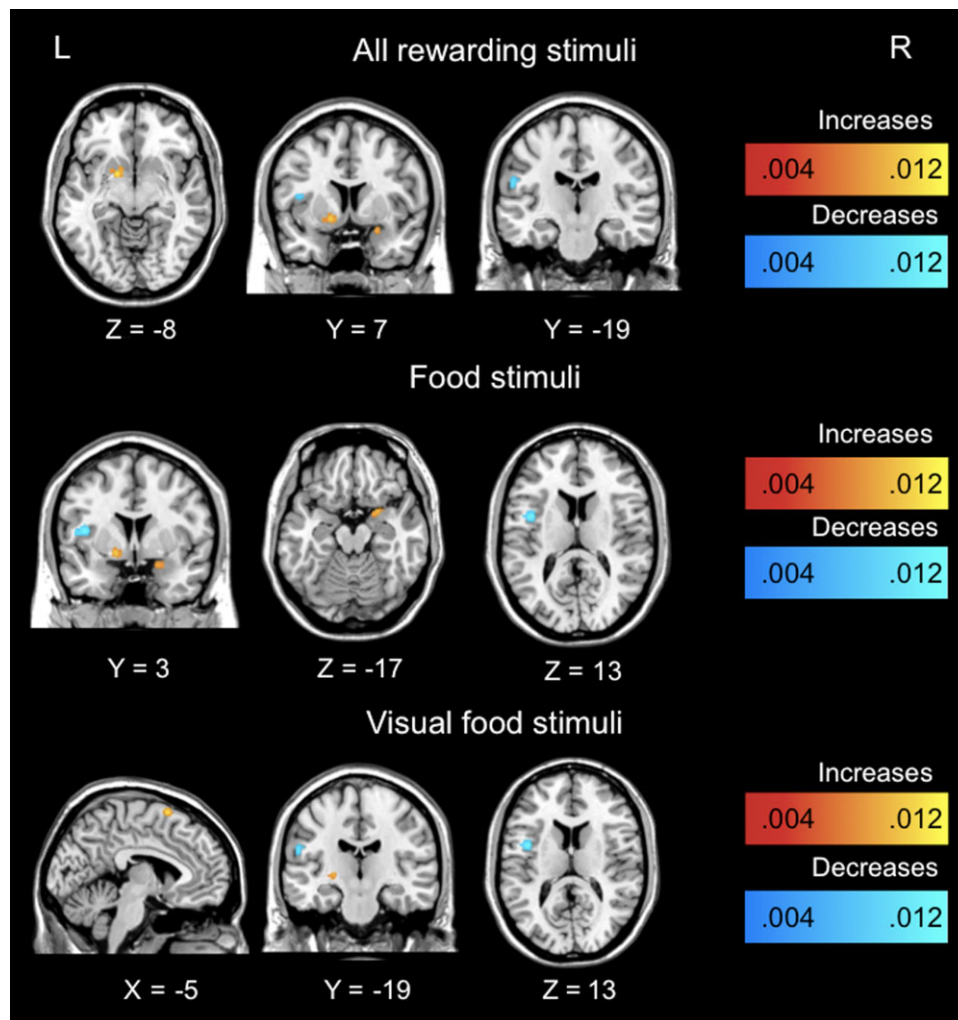 L All rewarding stimuli R
Increases
.004 .012
Decreases
.004 .012
Z = -8 Y = 7 Y = -19
Food stimuli
Increases
.004 .012
Decreases
.004 .012
Y = 3 Z = -17 Z = 13
Visual food stimuli
Increases
.004 .012
Decreases
.004 .012
X = -5 Y = -19 Z = 13